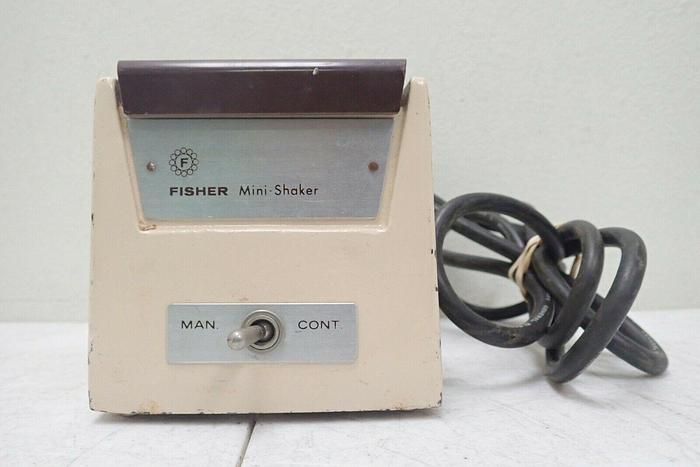 F
FISHER Mini-Shaker
MAN. CONT.